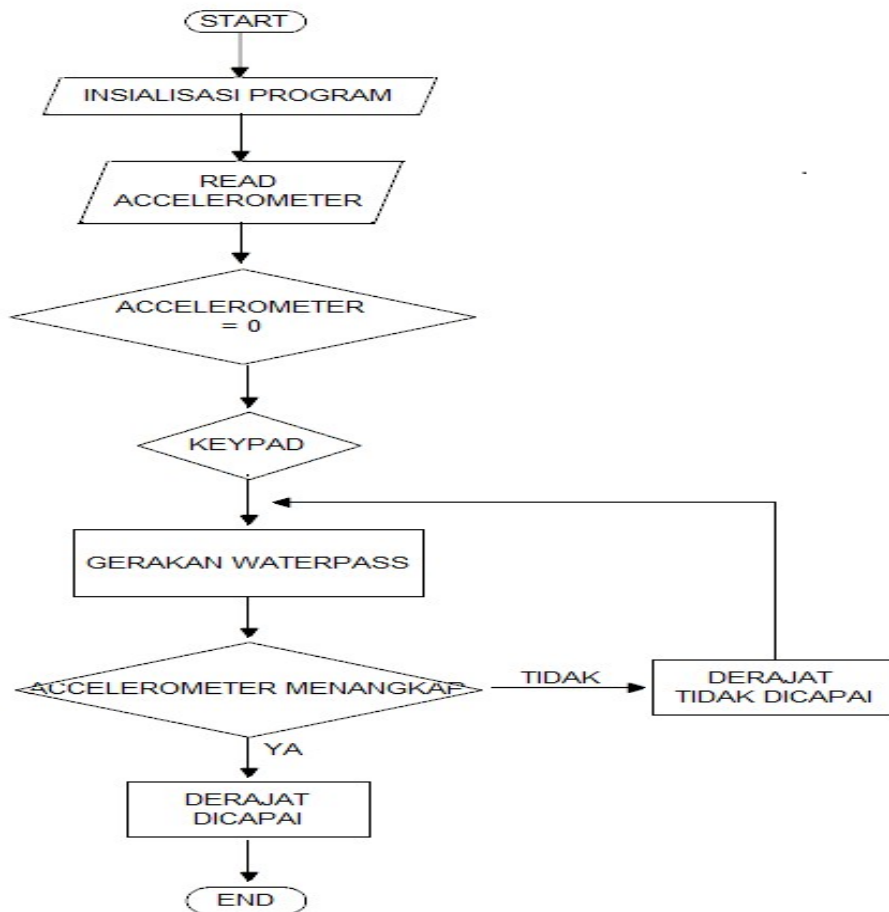 START
INSIALISASI PROGRAM
READ
ACCELEROMETER
ACCELEROMETER
= 0
KEYPAD
GERAKAN WATERPASS
ACCELEROMETER MENANGKAP
TIDAK
DERAJAT
TIDAK DICAPAI
YA
DERAJAT
DICAPAI
END